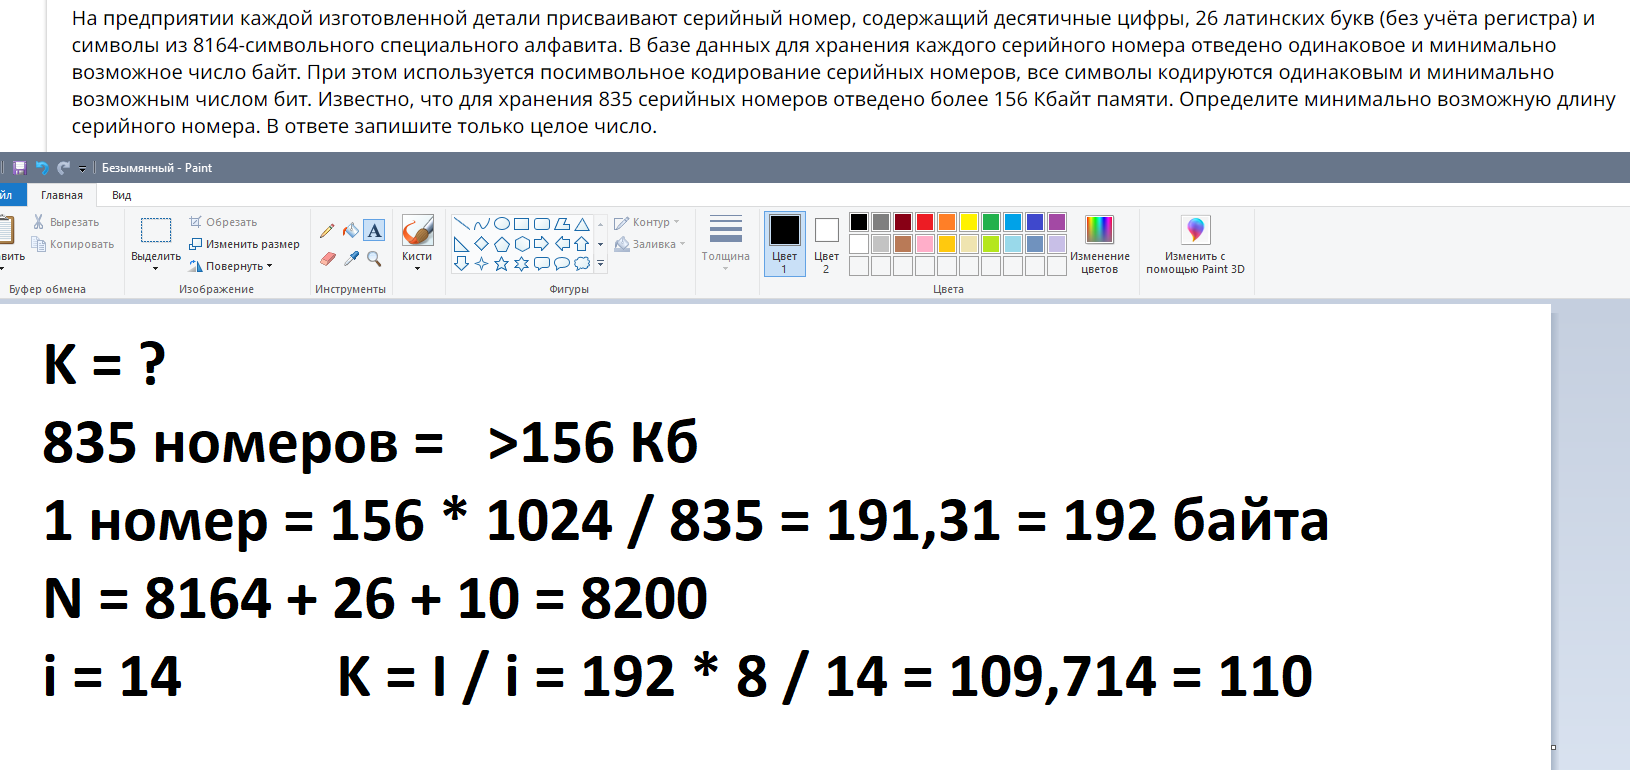 На предприятии каждой изготовленной детали присваивают серийный номер, содержащий десятичные цифры, 26 латинских букв (без учёта регистра) и
символы из 8164-символьного специального алфавита. В базе данных для хранения каждого серийного номера отведено одинаковое и минимально
возможное число байт. При этом используется посимвольное кодирование серийных номеров, все символы кодируются одинаковым и минимально
возможным числом бит. Известно, что для хранения 835 серийных номеров отведено более 156 Кбайт памяти. Определите минимально возможную длину
серийного номера. В ответе запишите только целое число.
Безымянный - Paint
йл Главная Вид
вить
Вырезать
Копировать
Буфер обмена
Выделить
Обрезать
Изменить размер
Повернуть
Изображение
A
Инструменты
Кисти
Контур
Заливка
Фигуры
Толщина
Цвет
1
Цвет
2
Цвета
Изменение
цветов
Изменить с
помощью Paint 3D
K = ?
835 номеров = >156 Кб
1 номер = 156 * 1024 / 835 = 191,31 = 192 байта
N = 8164 + 26 + 10 = 8200
i = 14 K = I / i = 192 * 8 / 14 = 109,714 = 110